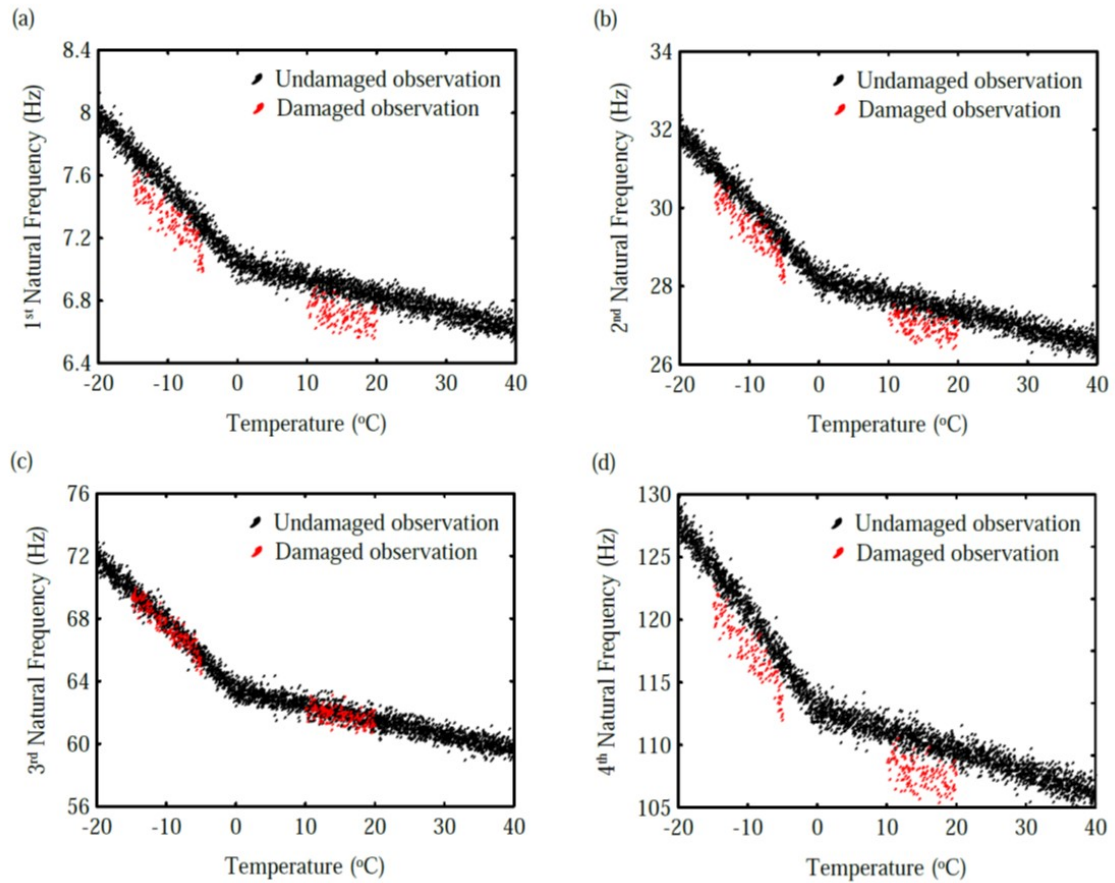 (a)
8.4
8
7.6
7.2
6.8
6.4
1st Natural Frequency (Hz)
Undamaged observation
Damaged observation
-20 -10 0 10 20 30 40
Temperature (ºC)
(b)
34
32
30
28
26
2nd Natural Frequency (Hz)
Undamaged observation
Damaged observation
-20 -10 0 10 20 30 40
Temperature (ºC)
(c)
76
72
68
64
60
56
3rd Natural Frequency (Hz)
Undamaged observation
Damaged observation
-20 -10 0 10 20 30 40
Temperature (ºC)
(d)
130
125
120
115
110
105
4th Natural Frequency (Hz)
Undamaged observation
Damaged observation
-20 -10 0 10 20 30 40
Temperature (ºC)